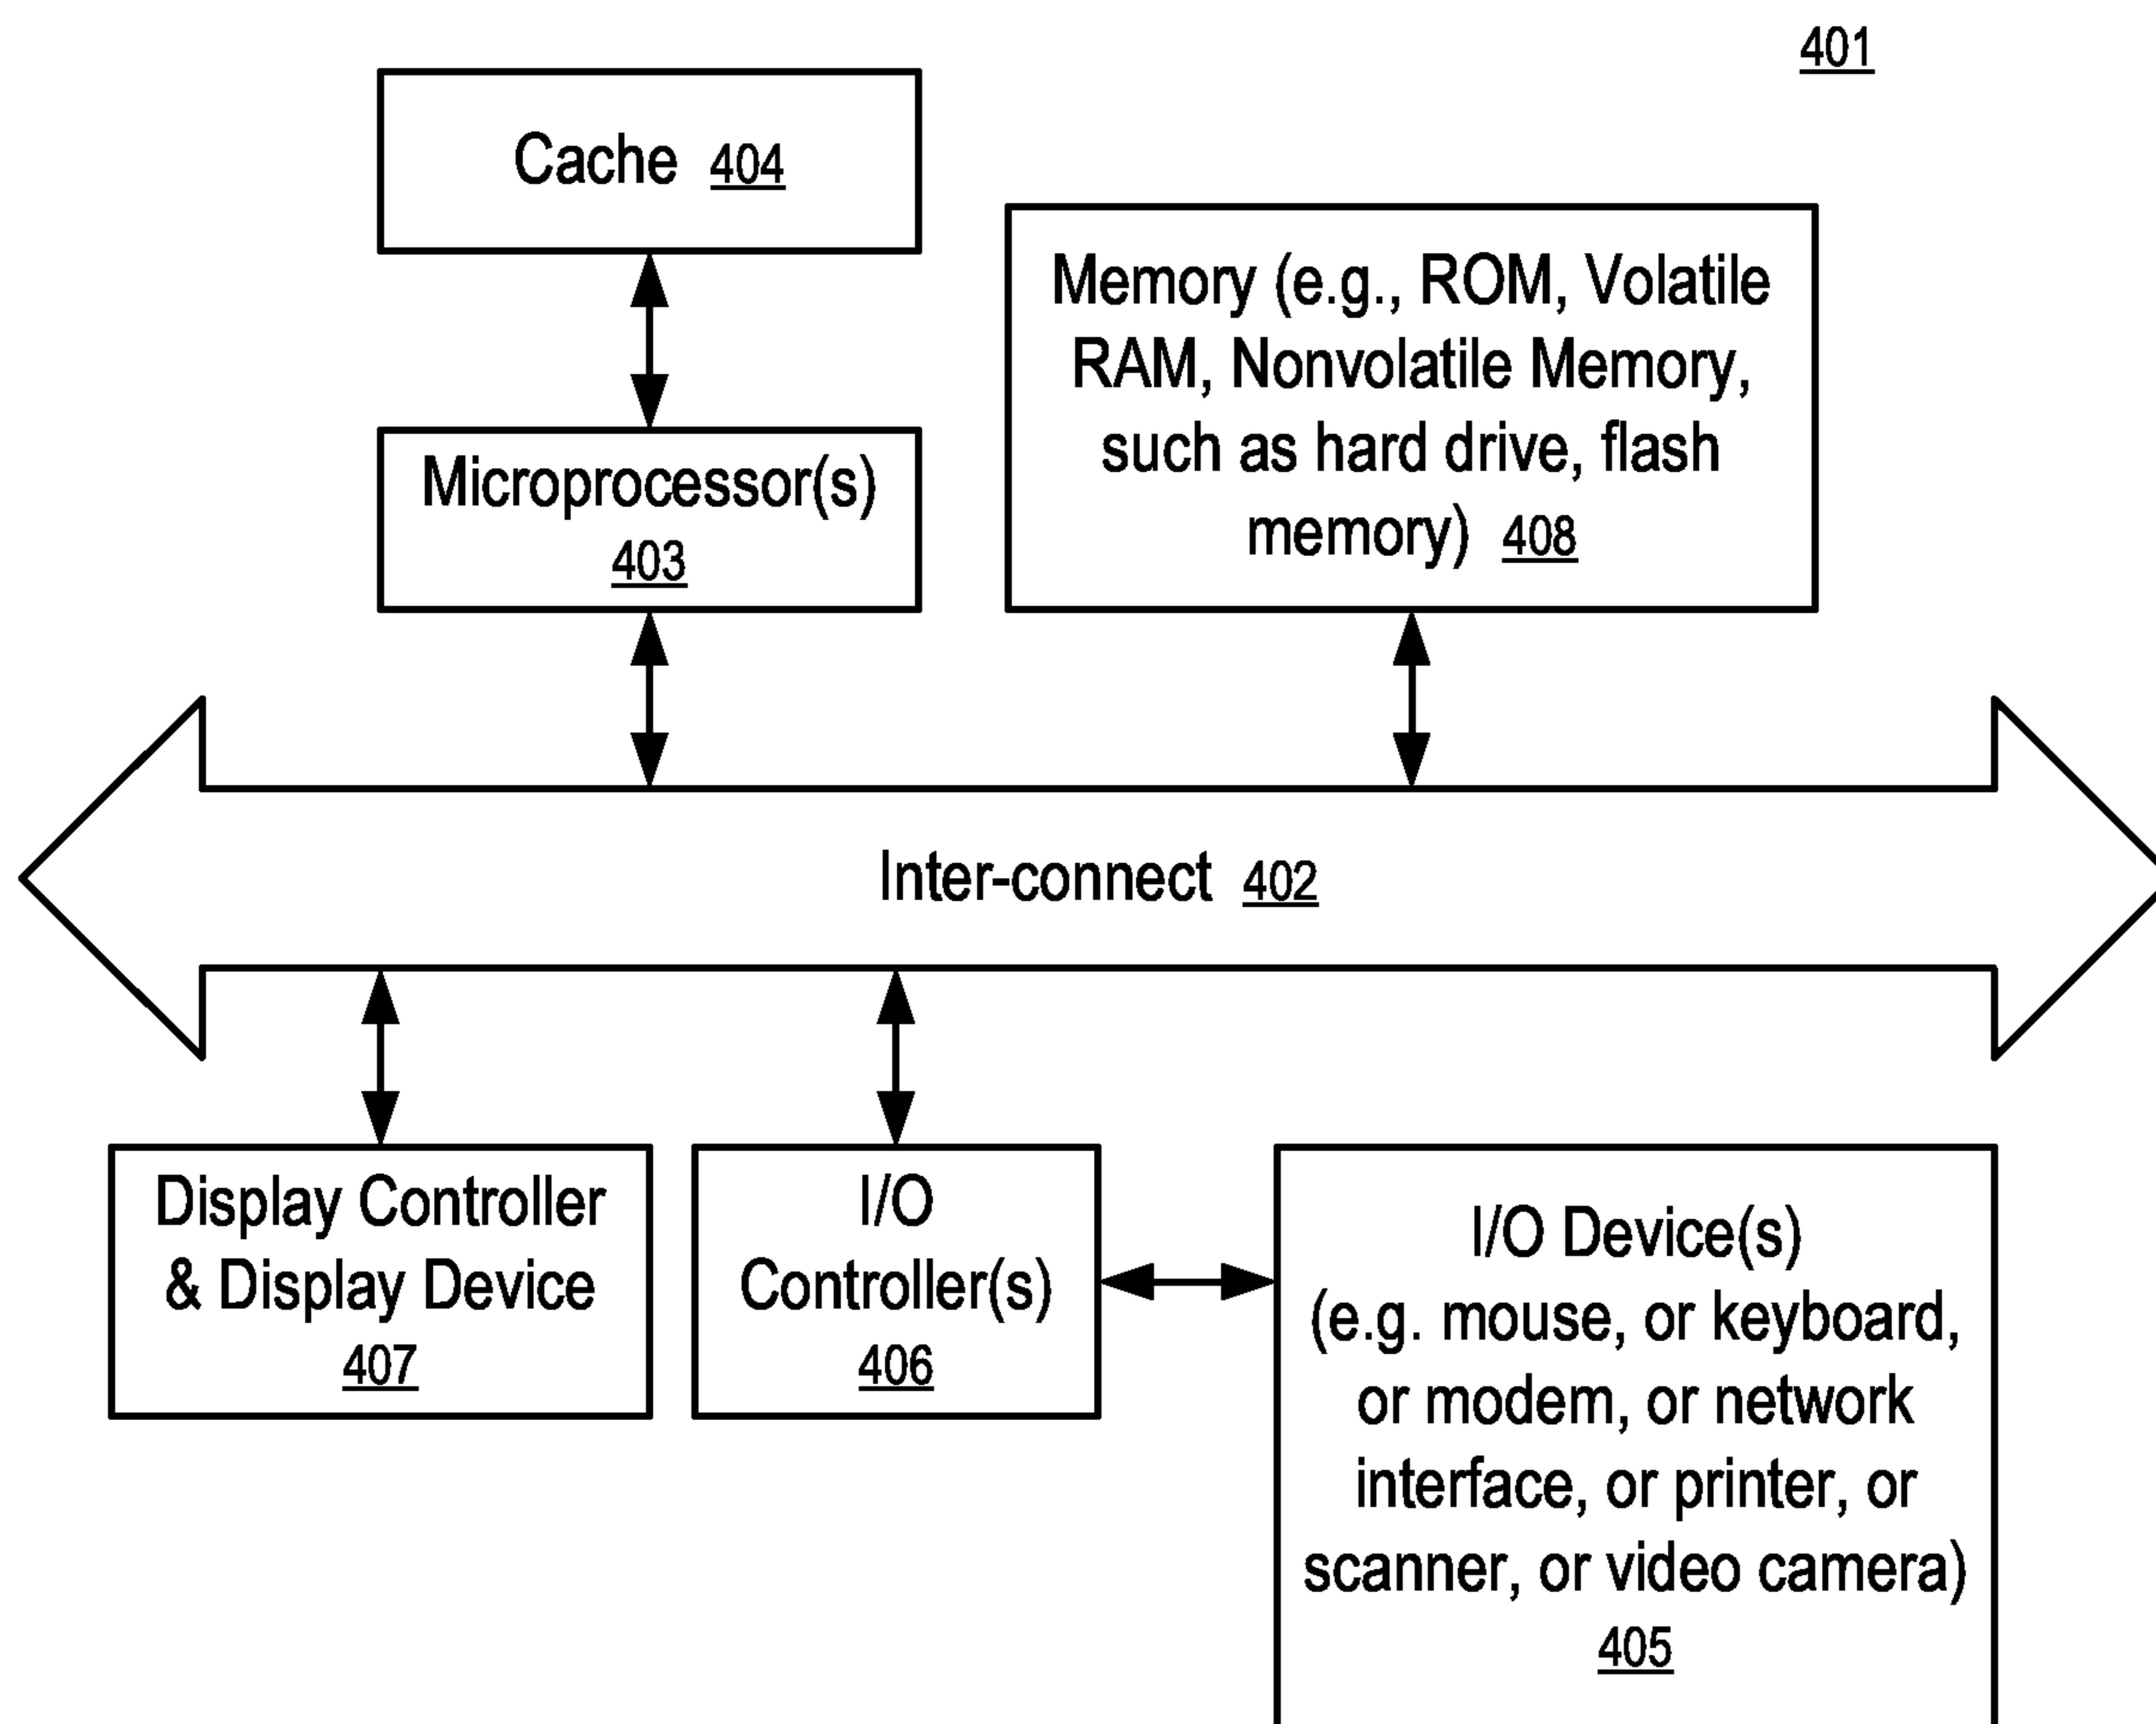 401
Cache 404
Memory (e.g., ROM, Volatile
RAM, Nonvolatile Memory,
such as hard drive, flash
memory) 408
Microprocessor(s)
403
Inter-connect 402
Display Controller
& Display Device
407
I/O
Controller(s)
406
I/O Device(s)
(e.g. mouse, or keyboard,
or modem, or network
interface, or printer, or
scanner, or video camera)
405